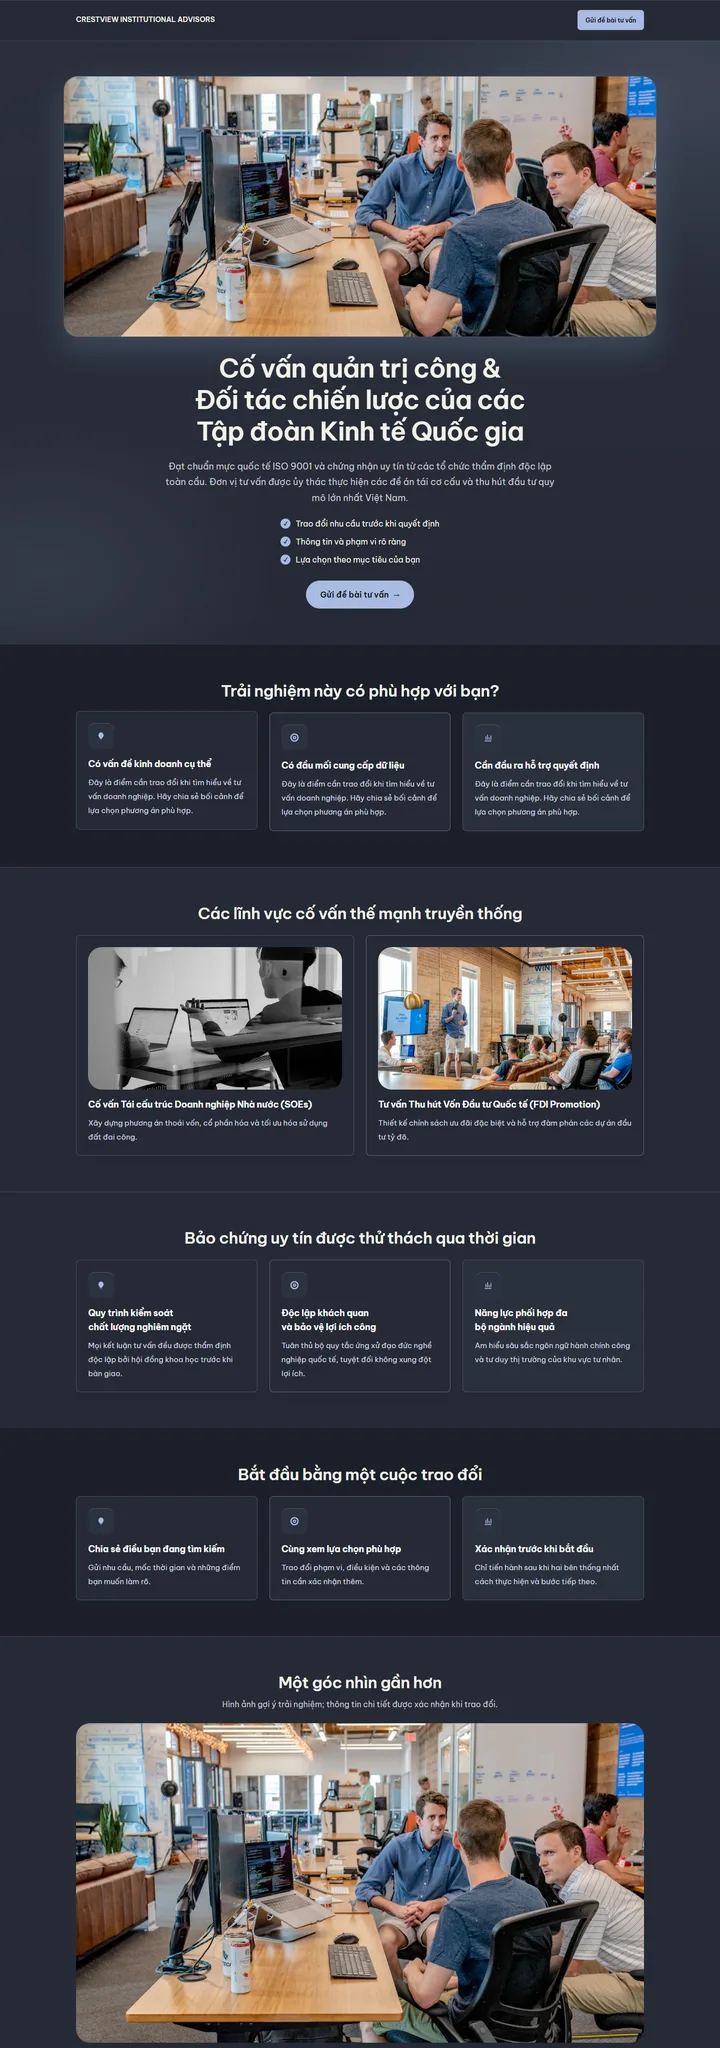 CRESTVIEW INSTITUTIONAL ADVISORS
Gửi đề bài tư vấn
Cố vấn quản trị công &
Đối tác chiến lược của các
Tập đoàn Kinh tế Quốc gia
Đạt chuẩn mực quốc tế ISO 9001 và chứng nhận uy tín từ các tổ chức thẩm định độc lập
toàn cầu. Đơn vị tư vấn được ủy thác thực hiện các đề án tái cơ cấu và thu hút đầu tư quy
mô lớn nhất Việt Nam.
Trao đổi nhu cầu trước khi quyết định
Thông tin và phạm vi rõ ràng
Lựa chọn theo mục tiêu của bạn
Gửi đề bài tư vấn →
Trải nghiệm này có phù hợp với bạn?
Có vấn đề kinh doanh cụ thể
Đây là điểm cần trao đổi khi tìm hiểu về tư
vấn doanh nghiệp. Hãy chia sẻ bối cảnh để
lựa chọn phương án phù hợp.
Có đầu mối cung cấp dữ liệu
Đây là điểm cần trao đổi khi tìm hiểu về tư
vấn doanh nghiệp. Hãy chia sẻ bối cảnh để
lựa chọn phương án phù hợp.
Cần đầu ra hỗ trợ quyết định
Đây là điểm cần trao đổi khi tìm hiểu về tư
vấn doanh nghiệp. Hãy chia sẻ bối cảnh để
lựa chọn phương án phù hợp.
Các lĩnh vực cố vấn thế mạnh truyền thống
WIN
Cố vấn Tái cấu trúc Doanh nghiệp Nhà nước (SOEs)
Xây dựng phương án thoái vốn, cổ phần hóa và tối ưu hóa sử dụng
đất đai công.
Tư vấn Thu hút Vốn Đầu tư Quốc tế (FDI Promotion)
Thiết kế chính sách ưu đãi đặc biệt và hỗ trợ đàm phán các dự án đầu
tư tỷ đô.
Bảo chứng uy tín được thử thách qua thời gian
Quy trình kiểm soát
chất lượng nghiêm ngặt
Mọi kết luận tư vấn đều được thẩm định
độc lập bởi hội đồng khoa học trước khi
bàn giao.
Độc lập khách quan
và bảo vệ lợi ích công
Tuân thủ bộ quy tắc ứng xử đạo đức nghề
nghiệp quốc tế, tuyệt đối không xung đột
lợi ích.
Năng lực phối hợp đa
bộ ngành hiệu quả
Am hiểu sâu sắc ngôn ngữ hành chính công
và tư duy thị trường của khu vực tư nhân.
Bắt đầu bằng một cuộc trao đổi
Chia sẻ điều bạn đang tìm kiếm
Gửi nhu cầu, mốc thời gian và những điểm
bạn muốn làm rõ.
Cùng xem lựa chọn phù hợp
Trao đổi phạm vi, điều kiện và các thông
tin cần xác nhận thêm.
Xác nhận trước khi bắt đầu
Chỉ tiến hành sau khi hai bên thống nhất
cách thực hiện và bước tiếp theo.
Một góc nhìn gần hơn
Hình ảnh gợi ý trải nghiệm; thông tin chi tiết được xác nhận khi trao đổi.